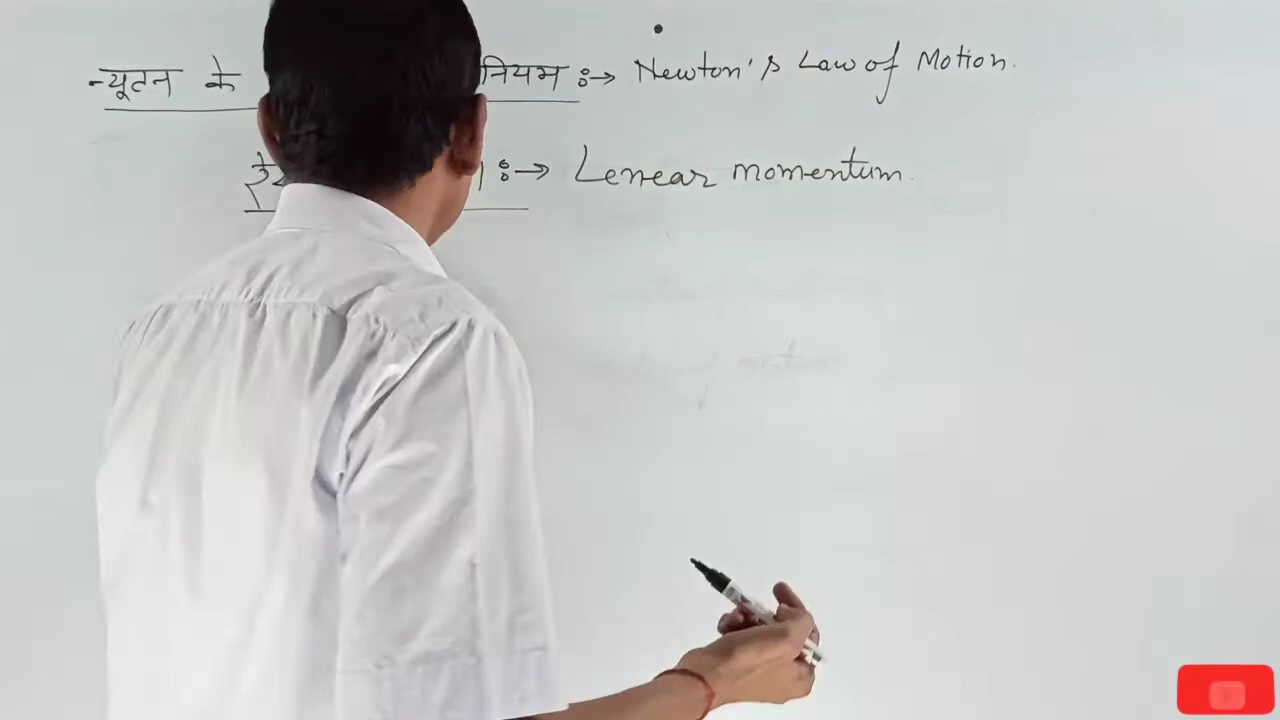 न्यूटन के नियम :→ Newton's Law of Motion.
:→ Lenear momentum.